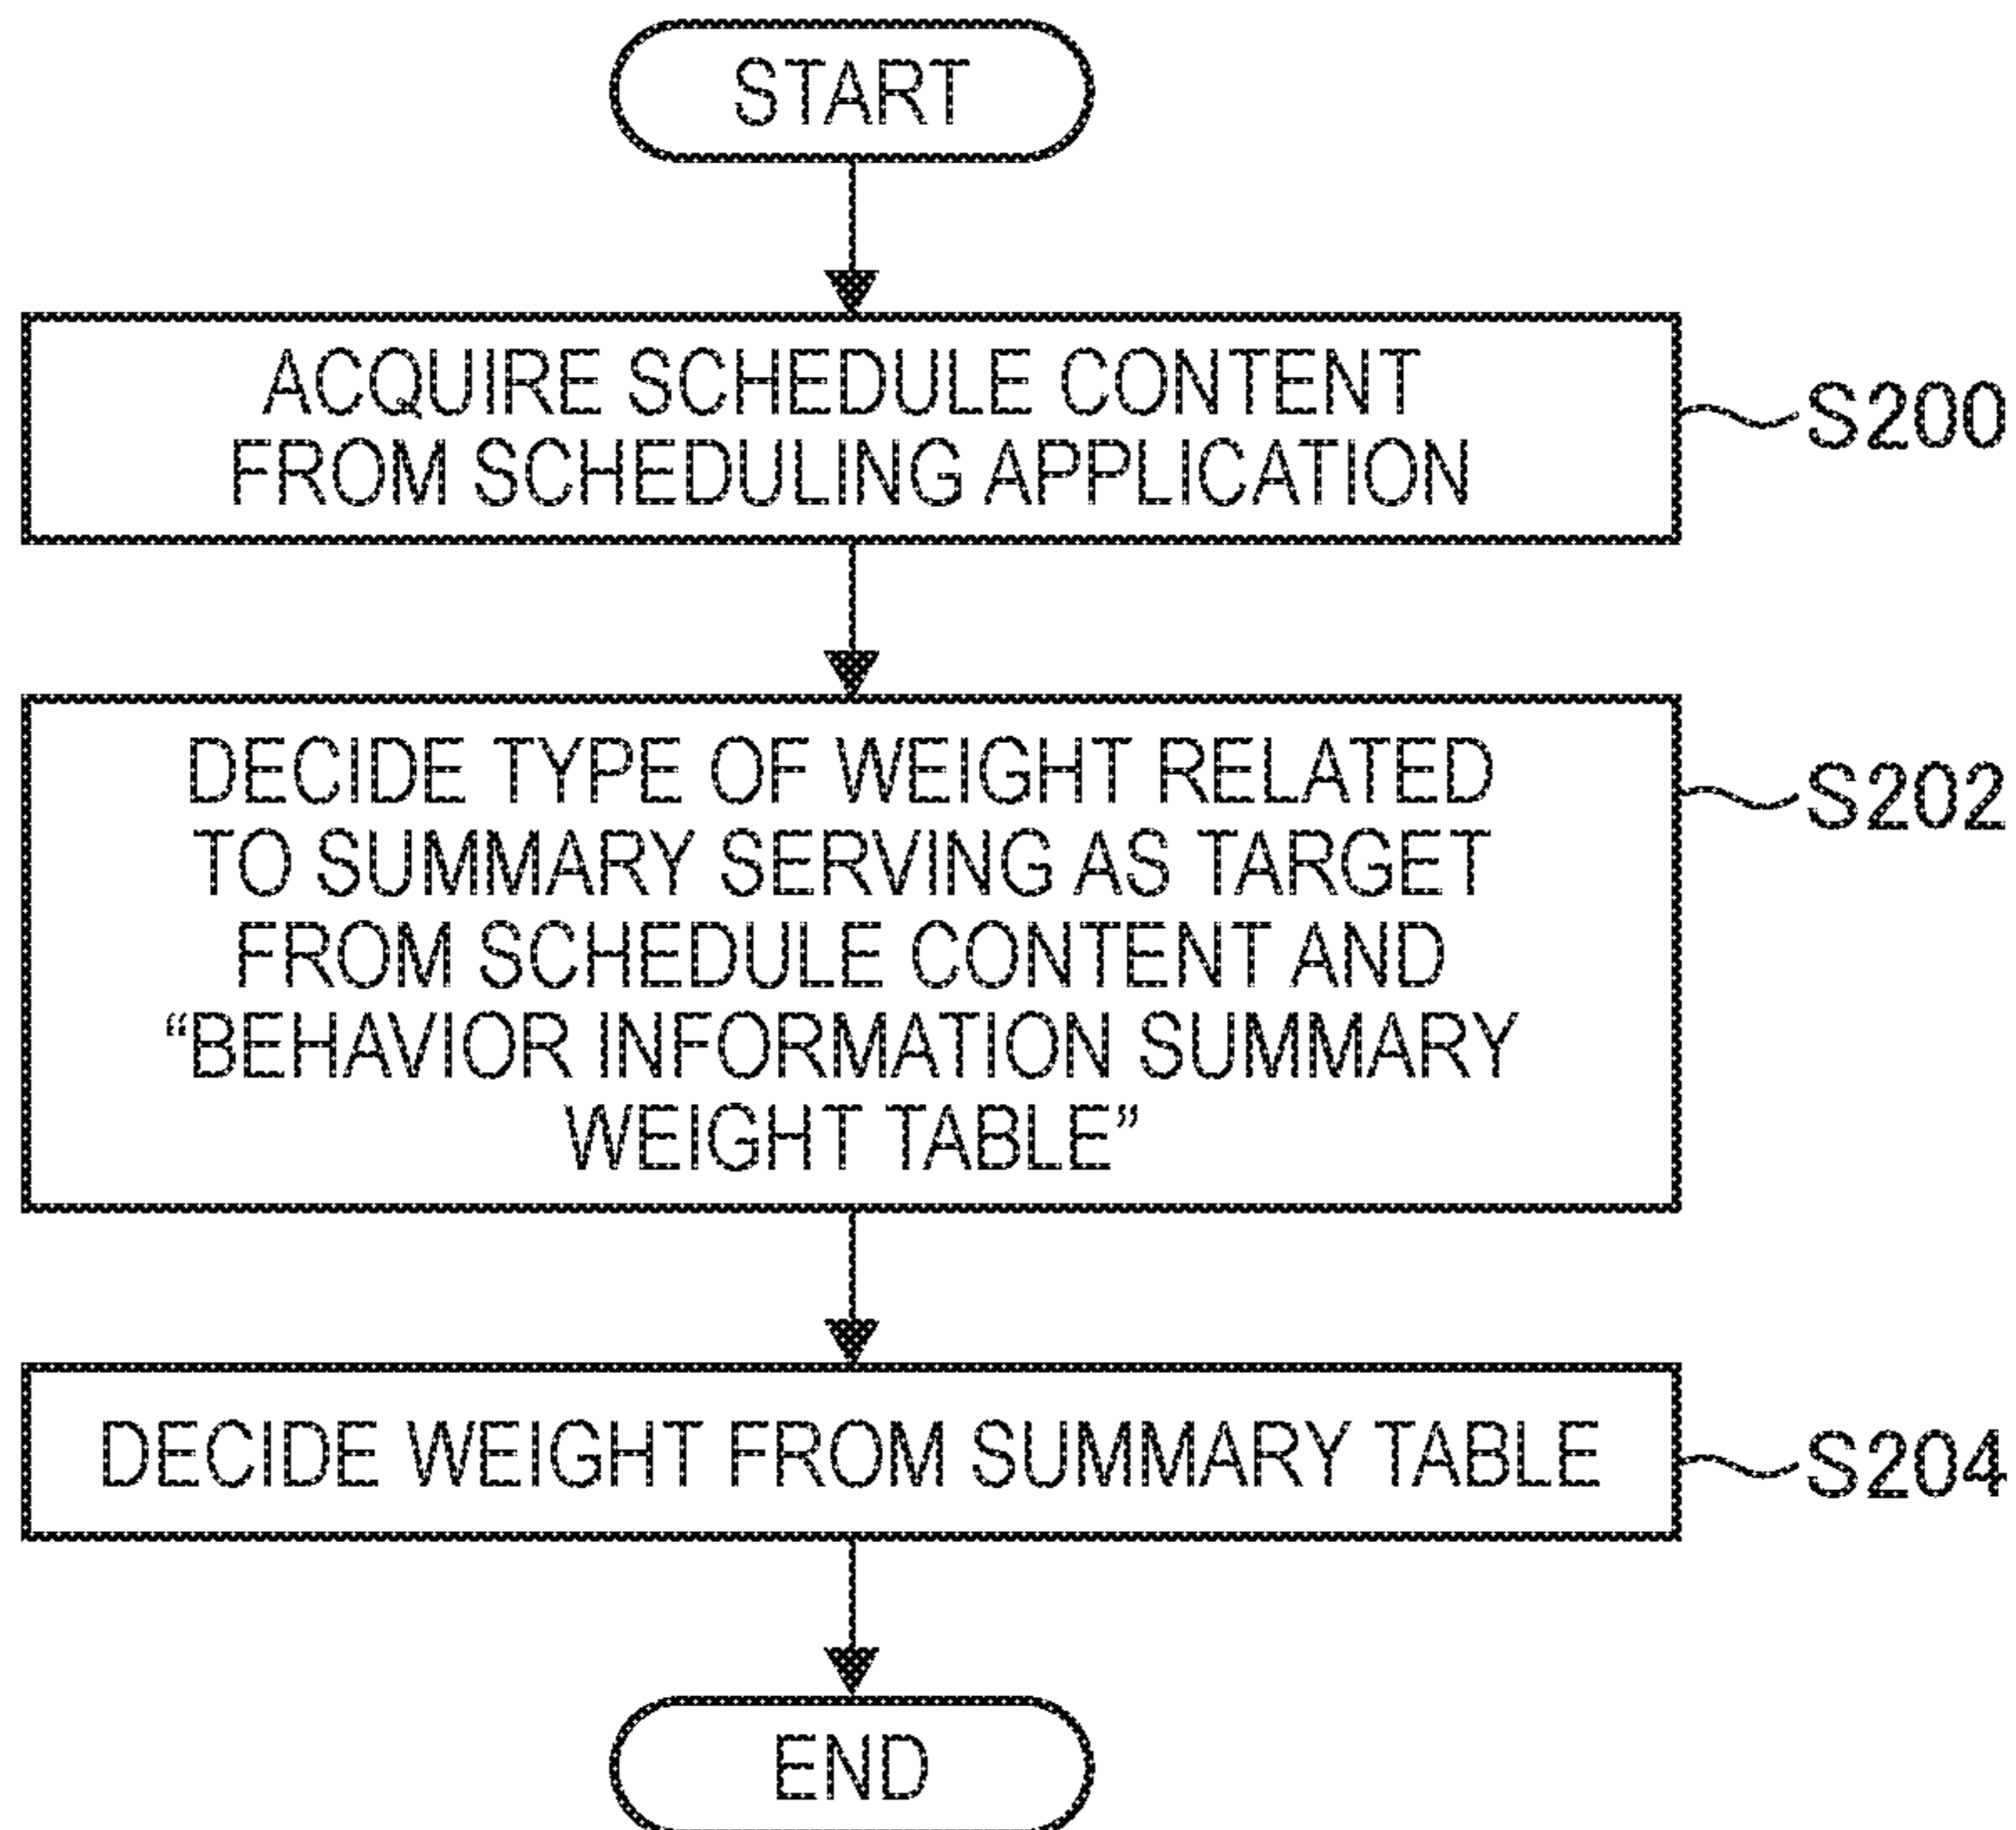 START
ACQUIRE SCHEDULE CONTENT
FROM SCHEDULING APPLICATION
S200
DECIDE TYPE OF WEIGHT RELATED
TO SUMMARY SERVING AS TARGET
FROM SCHEDULE CONTENT AND
“BEHAVIOR INFORMATION SUMMARY
WEIGHT TABLE”
S202
DECIDE WEIGHT FROM SUMMARY TABLE
S204
END